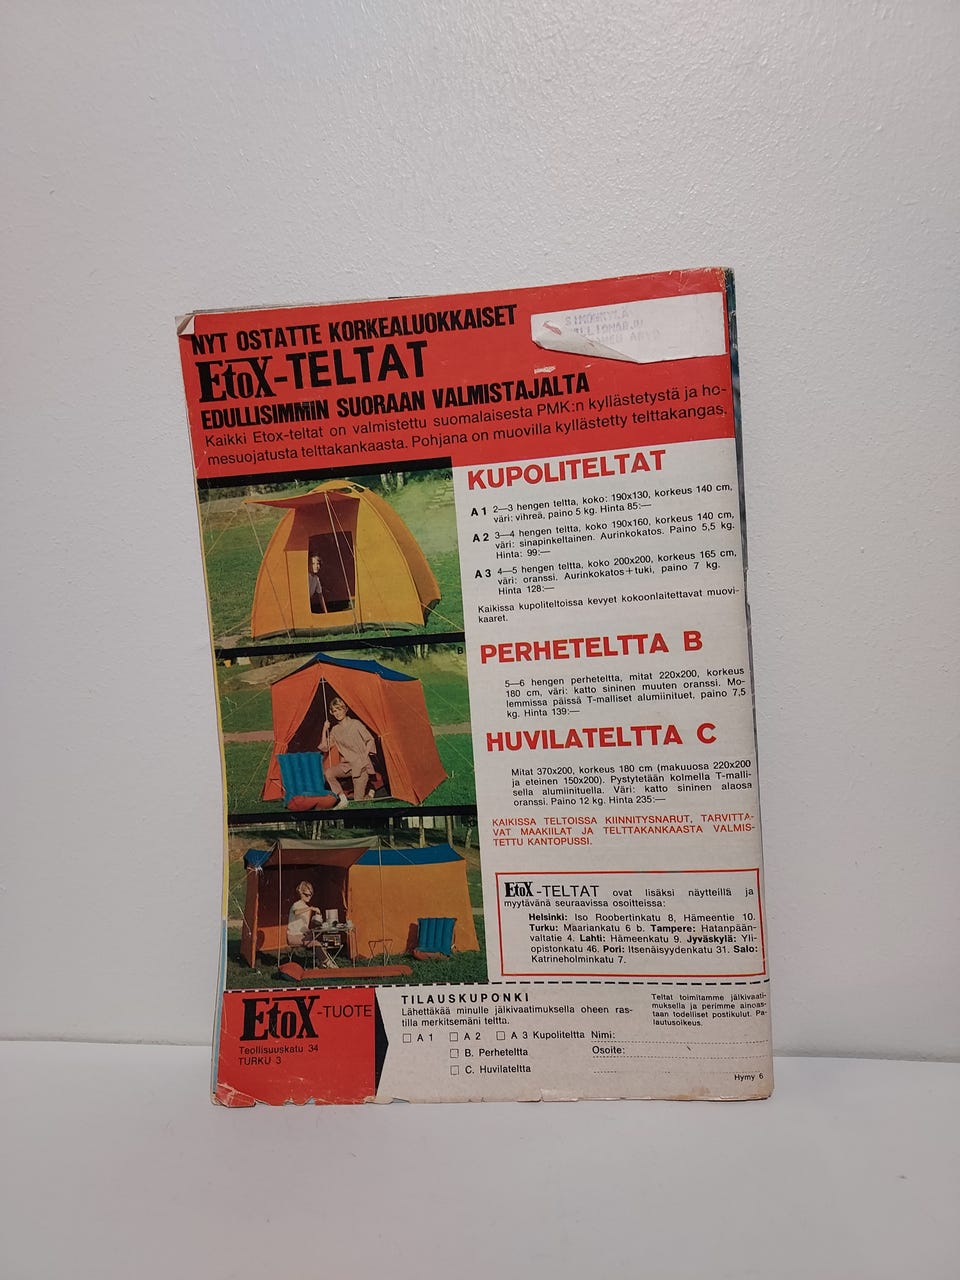 NYT OSTATTE KORKEALUOKKAISET
EtoX-TELTAT
EDULLISIMMIN SUORAAN VALMISTAJALTA
Kaikki Etox-teltat on valmistettu suomalaisesta PMK:n kyllästetystä ja ho-
mesuojatusta telttakankaasta. Pohjana on muovilla kyllästetty telttakangas.
KUPOLITELTAT
A 1 2—3 hengen teltta, koko: 190x130, korkeus 140 cm,
väri: vihreä, paino 5 kg. Hinta 85:—
A 2 3—4 hengen teltta, koko 190x160, korkeus 140 cm,
väri: sinapinkeltainen. Aurinkokatos. Paino 5,5 kg.
Hinta: 99:—
A 3 4—5 hengen teltta, koko 200x200, korkeus 165 cm,
väri: oranssi. Aurinkokatos+tuki, paino 7 kg.
Hinta 128:—
Kaikissa kupoliteltoissa kevyet kokoonlaitettavat muovi-
kaaret.
B
PERHETELTTA B
5—6 hengen perheteltta, mitat 220x200, korkeus
180 cm, väri: katto sininen muuten oranssi. Mo-
lemmissa päissä T-malliset alumiinituet, paino 7,5
kg. Hinta 139:—
HUVILATELTTA C
Mitat 370x200, korkeus 180 cm (makuuosa 220x200
ja eteinen 150x200). Pystytetään kolmella T-malli-
sella alumiinituella. Väri: katto sininen alaosa
oranssi. Paino 12 kg. Hinta 235:—
KAIKISSA TELTOISSA KIINNITYSNARUT, TARVITTA-
VAT MAAKIILAT JA TELTTAKANKAASTA VALMIS-
TETTU KANTOPUSSI.
EtoX-TELTAT ovat lisäksi näytteillä ja
myytävänä seuraavissa osoitteissa:
Helsinki: Iso Roobertinkatu 8, Hämeentie 10.
Turku: Maariankatu 6 b. Tampere: Hatanpään-
valtatie 4. Lahti: Hämeenkatu 9. Jyväskylä: Yli-
opistonkatu 46. Pori: Itsenäisyydenkatu 31. Salo:
Katrineholminkatu 7.
EtoX-TUOTE
Teollisuuskatu 34
TURKU 3
TILAUSKUPONKI
Lähettäkää minulle jälkivaatimuksella oheen ras-
tilla merkitsemäni teltta.
A 1 A 2 A 3 Kupoliteltta
B. Perheteltta
C. Huvilateltta
Teltat toimitamme jälkivaati-
muksella ja perimme ainoas-
taan todelliset postikulut. Pa-
lautusoikeus.
Nimi:
Osoite:
Hymy 6